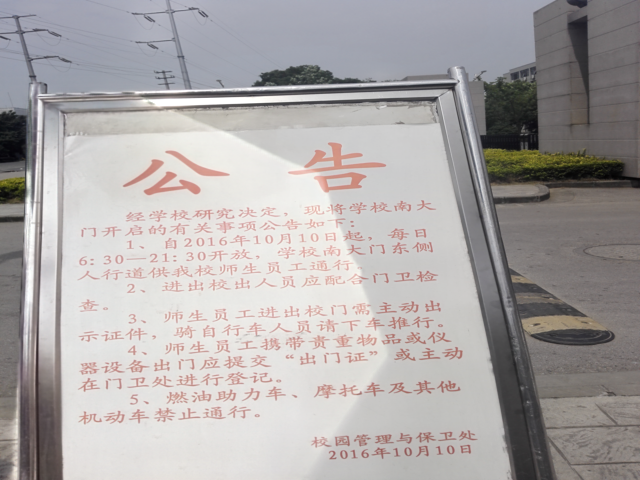 公告
经学校研究决定，现将学校南大
门开启的有关事项公告如下：
1、自2016年10月10日起，每日
6：30—21：30开放，学校南大门东侧
人行道供我校师生员工通行。
2、进出校出人员应配合门卫检
查。
3、师生员工进出校门需主动出
示证件，骑自行车人员请下车推行。
4、师生员工携带贵重物品或仪
器设备出门应提交“出门证”或主动
在门卫处进行登记。
5、燃油助力车、摩托车及其他
机动车禁止通行。
校园管理与保卫处
2016年10月10日